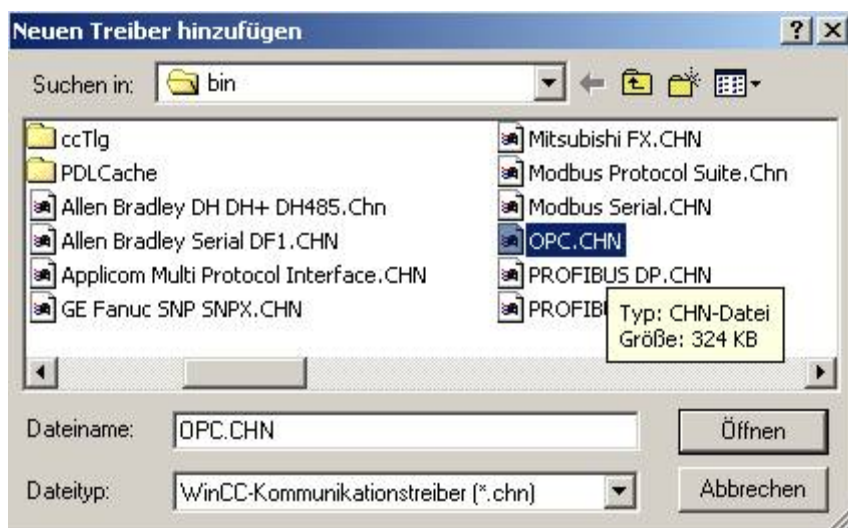 Neuen Treiber hinzufügen
Suchen in: bin
ccTlg
PDLCache
Allen Bradley DH DH+ DH485.Chn
Allen Bradley Serial DF1.CHN
Applicom Multi Protocol Interface.CHN
GE Fanuc SNP SNPX.CHN
Mitsubishi FX.CHN
Modbus Protocol Suite.Chn
Modbus Serial.CHN
OPC.CHN
PROFIBUS DP.CHN
PROFIB
Typ: CHN-Datei
Größe: 324 KB
Dateiname: OPC.CHN
Öffnen
Dateityp: WinCC-Kommunikationstreiber (*.chn)
Abbrechen